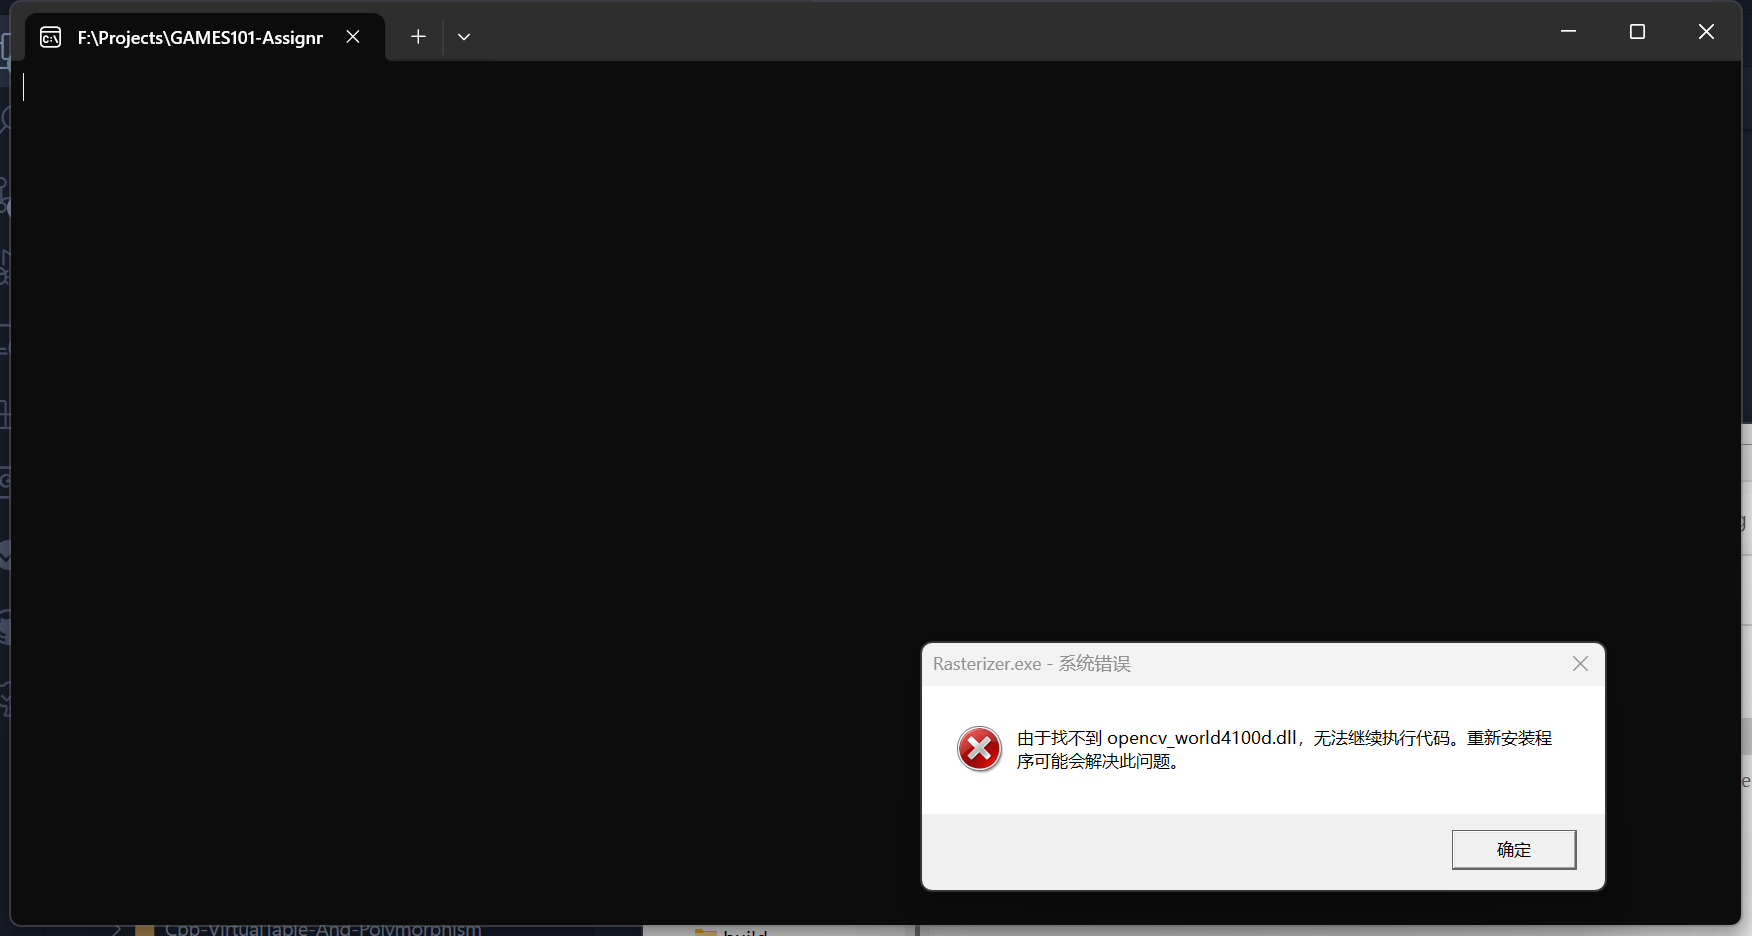 F:\Projects\GAMES101-Assignr
Rasterizer.exe - 系统错误
由于找不到 opencv_world4100d.dll，无法继续执行代码。重新安装程
序可能会解决此问题。
确定
Cpp-VirtualTable-And-Polymorphism
build